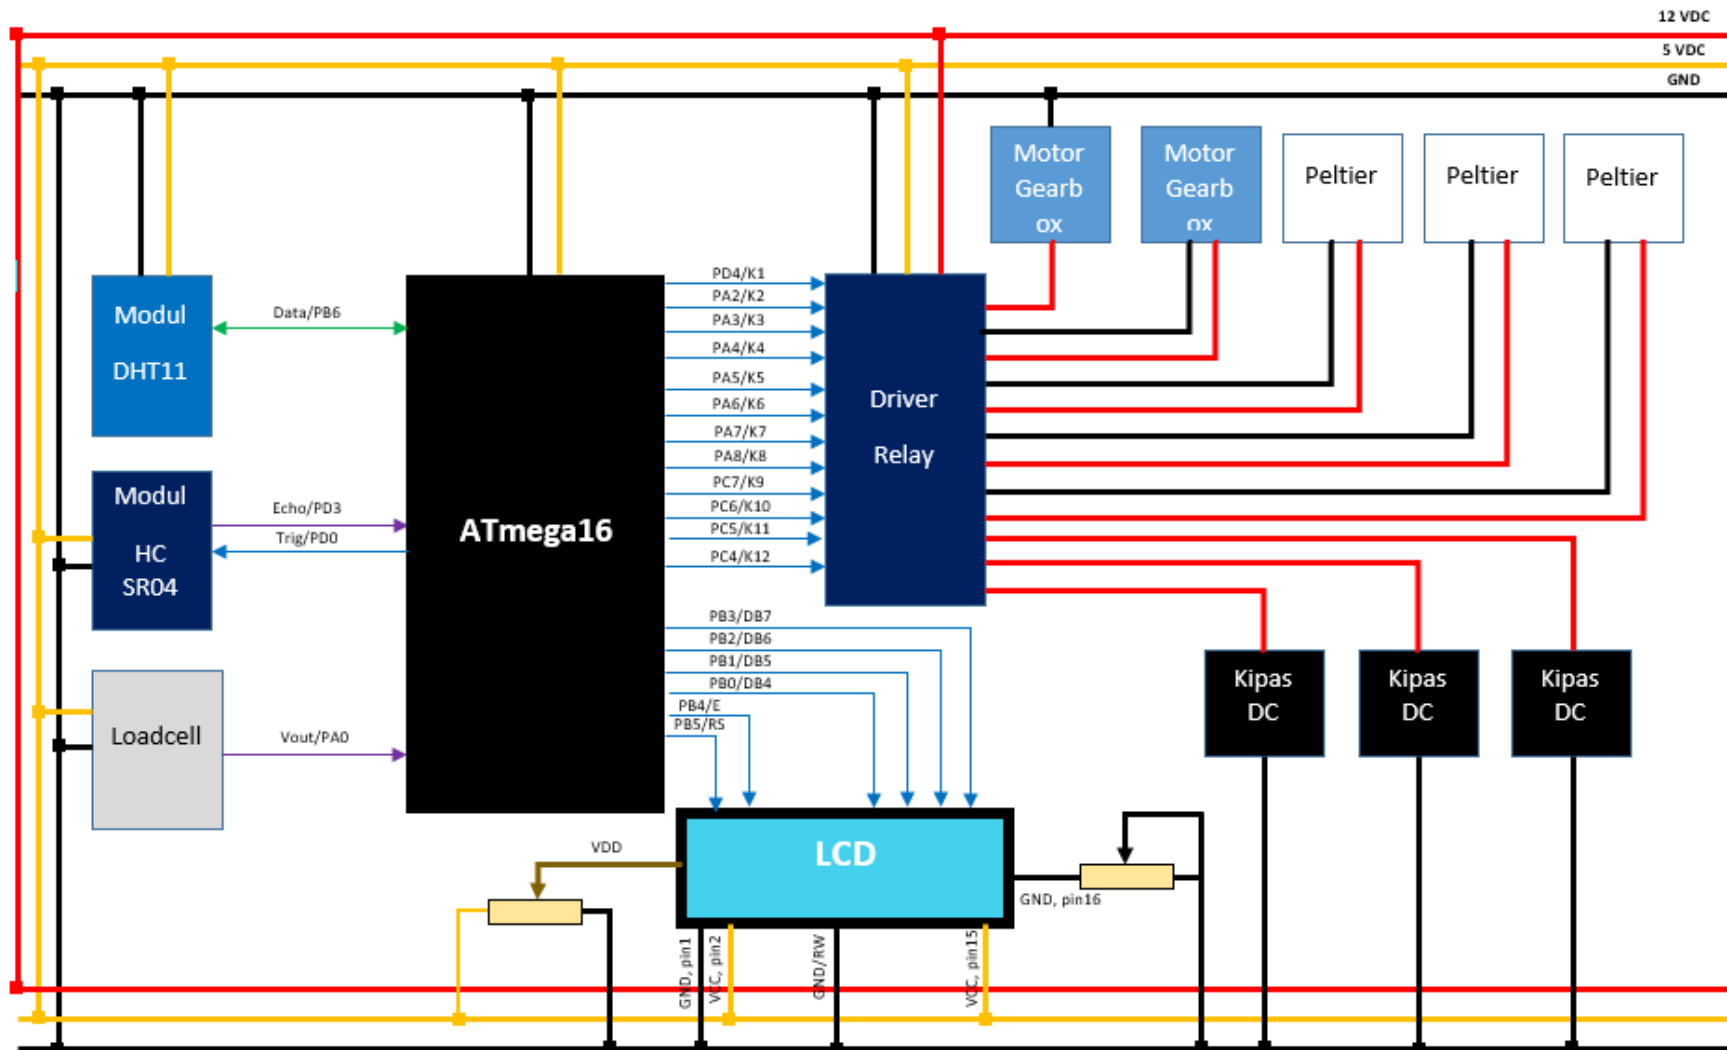 12 VDC
5 VDC
GND
Motor
Gearb
ox
Motor
Gearb
ox
Peltier
Peltier
Peltier
Modul
DHT11
Data/PB6
PD4/K1
PA2/K2
PA3/K3
PA4/K4
PA5/K5
PA6/K6
PA7/K7
PA8/K8
PC7/K9
PC6/K10
PC5/K11
PC4/K12
Driver
Relay
Modul
HC
SR04
Echo/PD3
Trig/PD0
ATmega16
Loadcell
Vout/PA0
PB3/DB7
PB2/DB6
PB1/DB5
PB0/DB4
PB4/E
PB5/RS
Kipas
DC
Kipas
DC
Kipas
DC
VDD
LCD
GND, pin16
GND, pin1
VCC, pin2
GND/RW
VCC, pin15